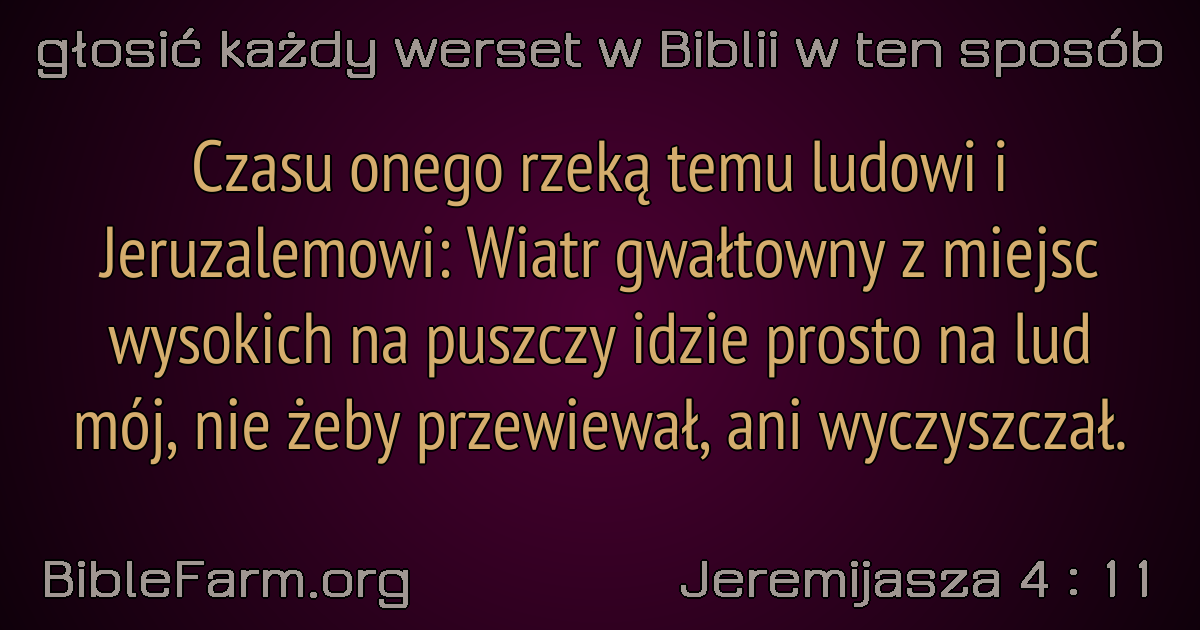 głosić każdy werset w Biblii w ten sposób
Czasu onego rzeką temu ludowi i
Jeruzalemowi: Wiatr gwałtowny z miejsc
wysokich na puszczy idzie prosto na lud
mój, nie żeby przewiewał, ani wyczyszczał.
BibleFarm.org
Jeremijasza 4 : 11